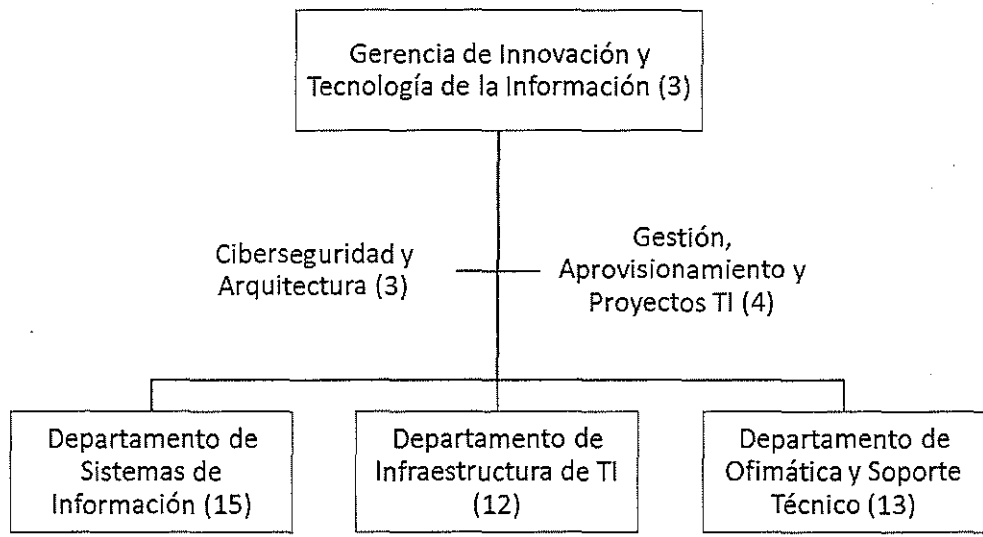 Gerencia de Innovación y
Tecnología de la Información (3)
Ciberseguridad y
Arquitectura (3)
Gestión,
Aprovisionamiento y
Proyectos TI (4)
Departamento de
Sistemas de
Información (15)
Departamento de
Infraestructura de TI
(12)
Departamento de
Ofimática y Soporte
Técnico (13)